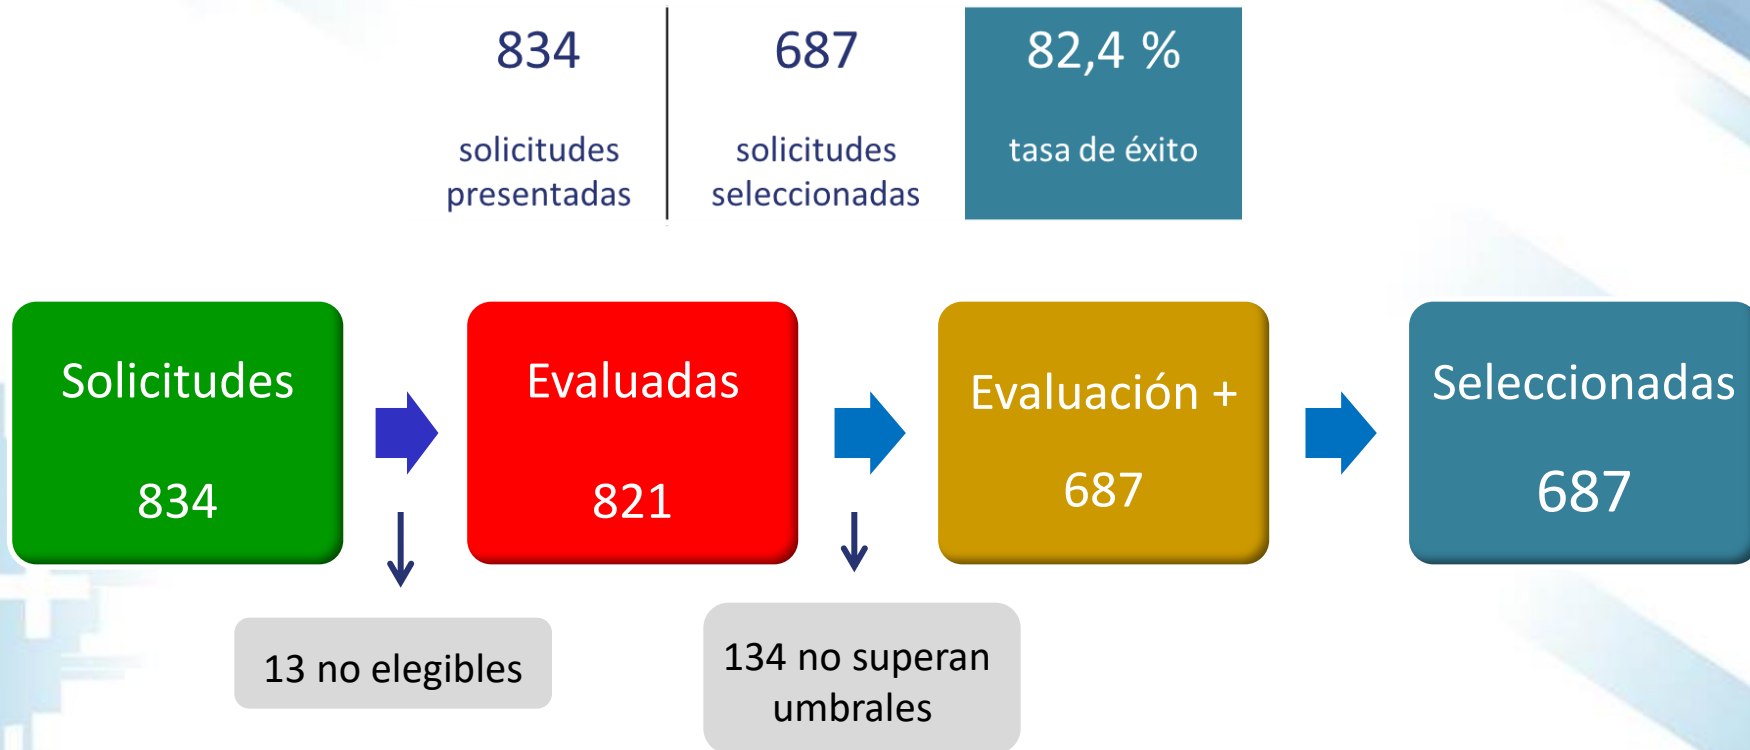 834
solicitudes
presentadas
687
solicitudes
seleccionadas
82,4 %
tasa de éxito
Solicitudes
834
Evaluadas
821
Evaluación +
687
Seleccionadas
687
13 no elegibles
134 no superan
umbrales